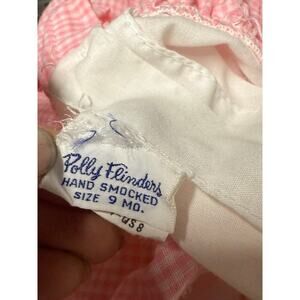 Polly Flinders
HAND SMOCKED
SIZE 9 MO.